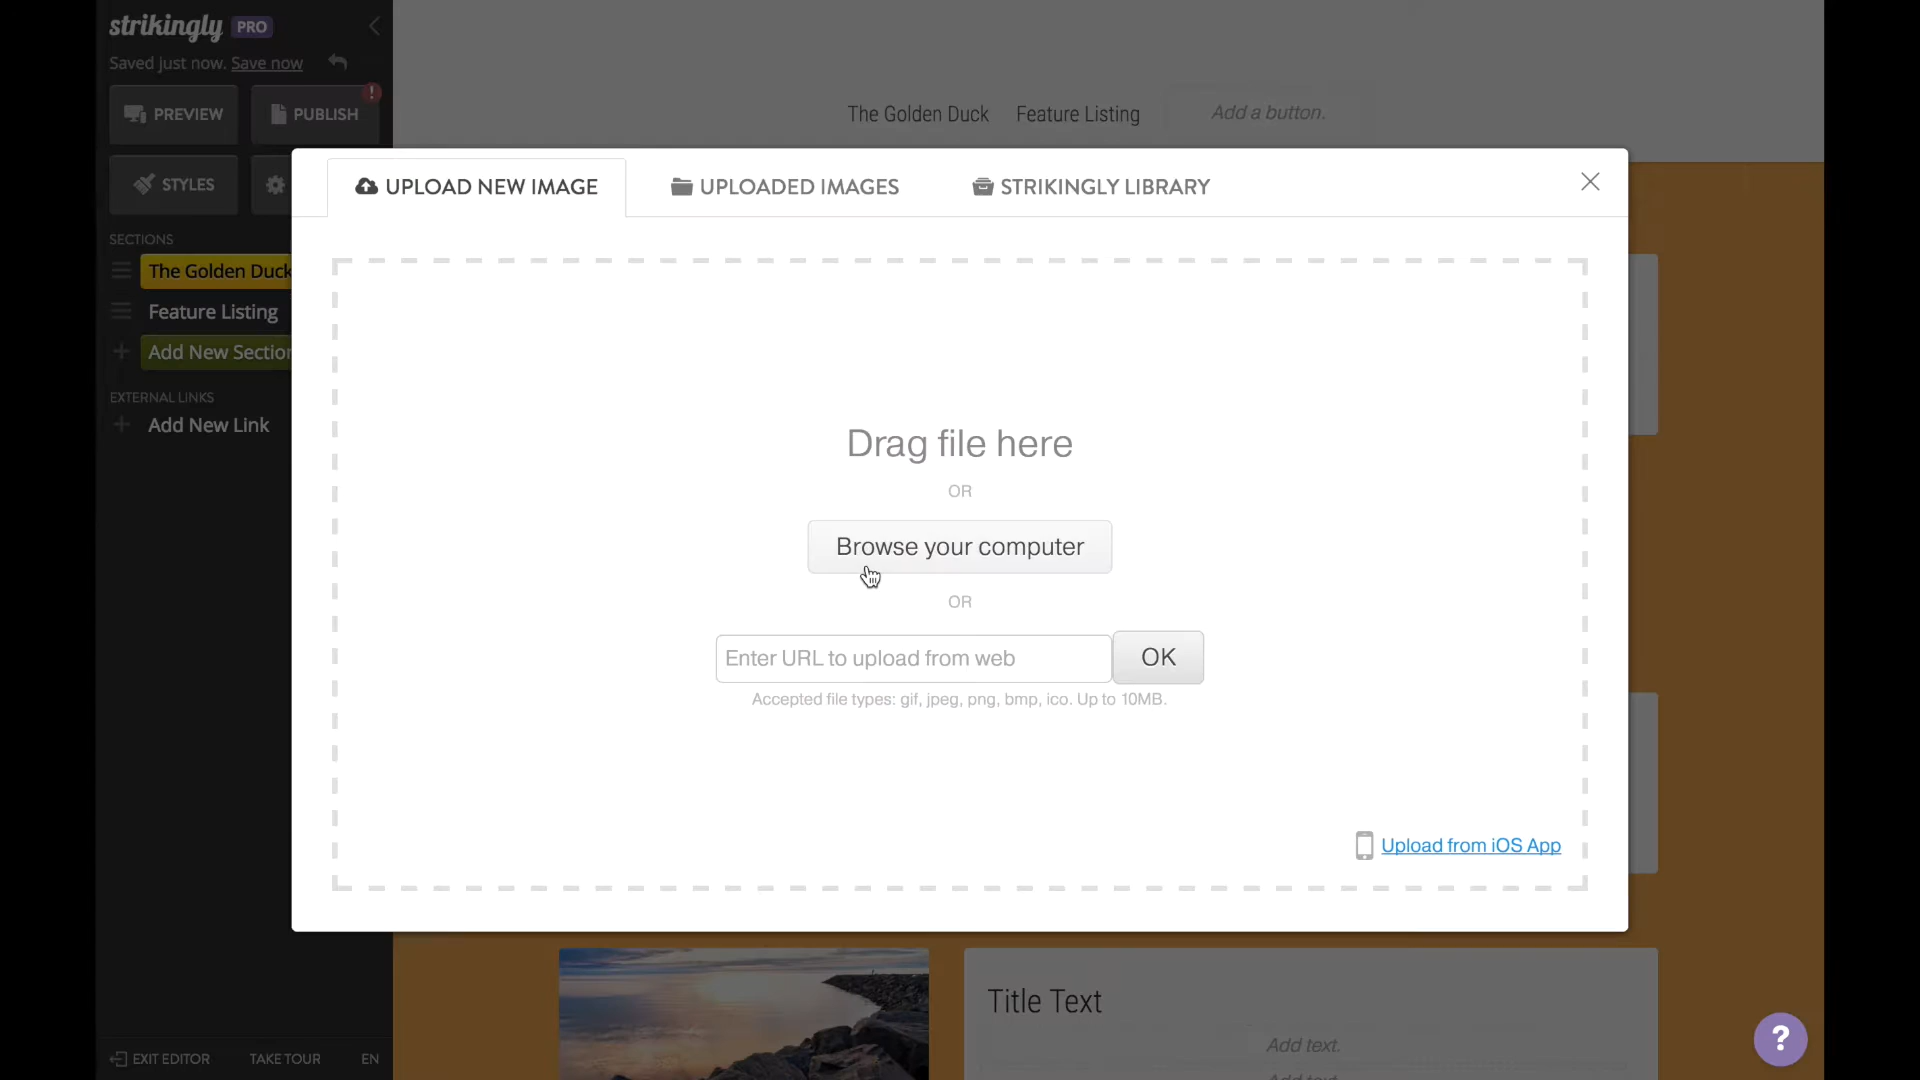 strikingly PRO
Saved just now. Save now
PREVIEW
PUBLISH
!
STYLES
SECTIONS
The Golden Duck
Feature Listing
Add New Section
EXTERNAL LINKS
Add New Link
EXIT EDITOR
TAKE TOUR
EN
The Golden Duck
Feature Listing
Add a button.
UPLOAD NEW IMAGE
UPLOADED IMAGES
STRIKINGLY LIBRARY
Drag file here
OR
Browse your computer
OR
Enter URL to upload from web
OK
Accepted file types: gif, jpeg, png, bmp, ico. Up to 10MB.
Upload from iOS App
Title Text
Add text.
Add text.
?